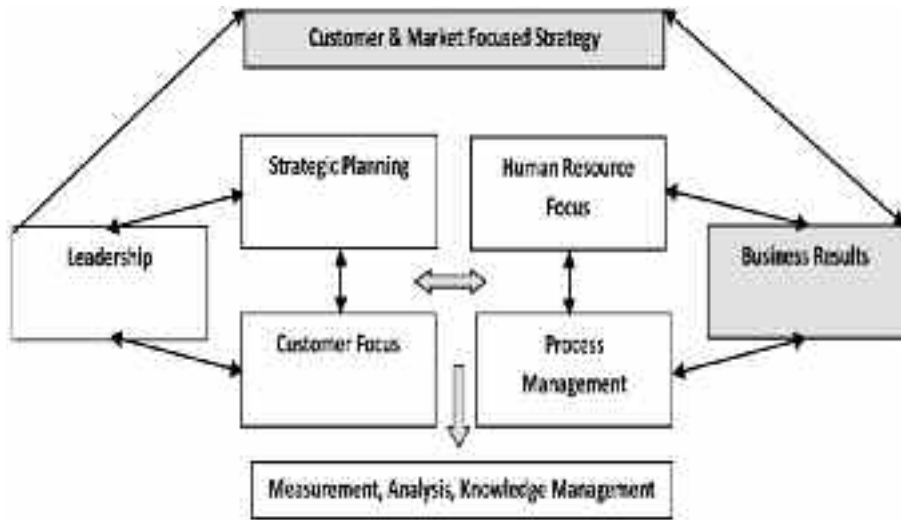 Customer & Market Focused Strategy
Strategic Planning
Human Resource
Focus
Leadership
Business Results
Customer Focus
Process
Management
Measurement, Analysis, Knowledge Management